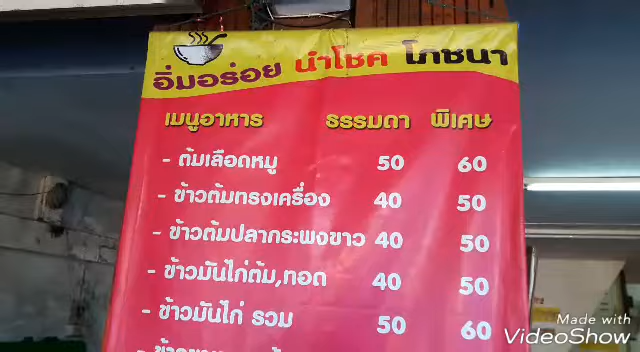 อิ่มอร่อย นำโชค โภชนา
เมนูอาหาร ธรรมดา พิเศษ
- ต้มเลือดหมู 50 60
- ข้าวต้มทรงเครื่อง 40 50
- ข้าวต้มปลากระพงขาว 40 50
- ข้าวมันไก่ต้ม,ทอด 40 50
- ข้าวมันไก่ รวม 50 60
Made with
VideoShow